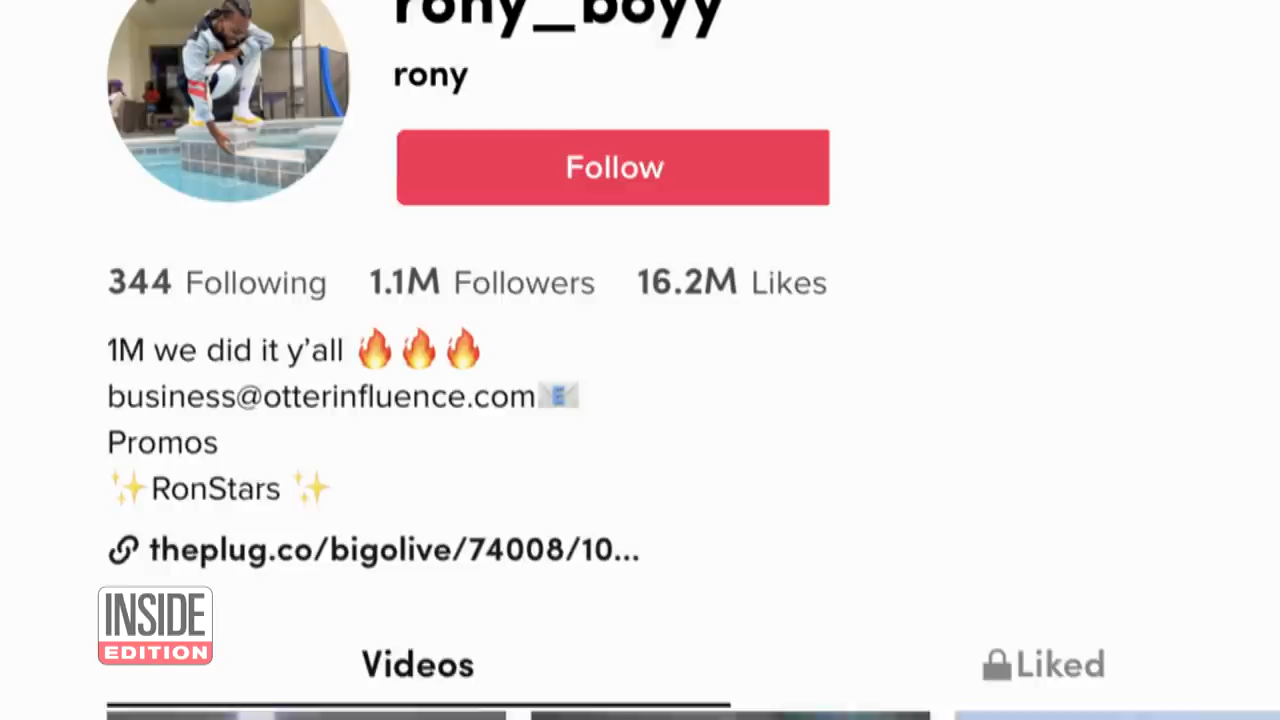 rony_boyy
rony
Follow
344 Following 1.1M Followers 16.2M Likes
1M we did it y'all 🔥🔥🔥
business@otterinfluence.com📧
Promos
✨RonStars ✨
theplug.co/bigolive/74008/10...
INSIDE
EDITION
Videos
Liked